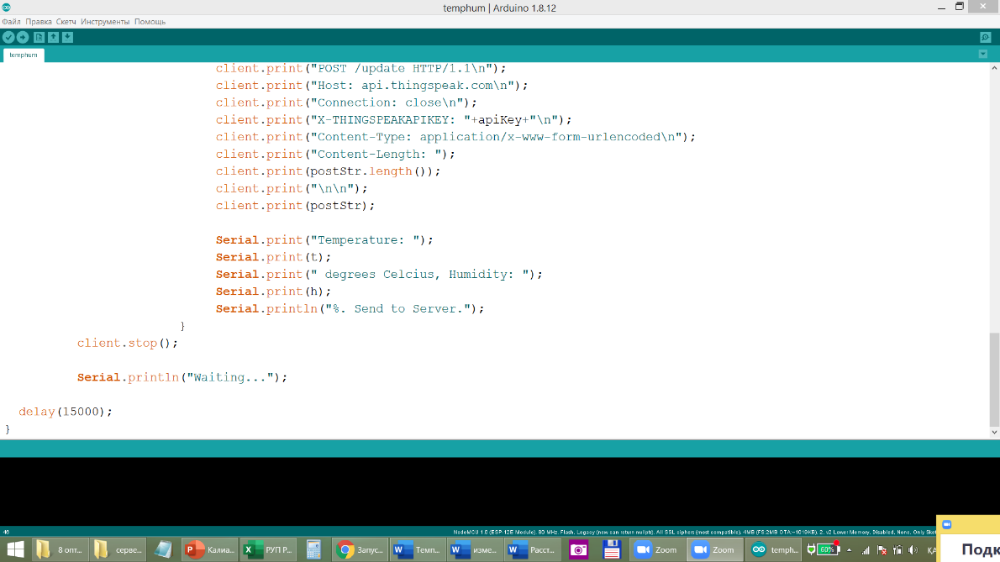 temphum | Arduino 1.8.12
Файл Правка Скетч Инструменты Помощь
temphum
client.print("POST /update HTTP/1.1\n");
client.print("Host: api.thingspeak.com\n");
client.print("Connection: close\n");
client.print("X-THINGSPEAKAPIKEY: "+apiKey+"\n");
client.print("Content-Type: application/x-www-form-urlencoded\n");
client.print("Content-Length: ");
client.print(postStr.length());
client.print("\n\n");
client.print(postStr);
Serial.print("Temperature: ");
Serial.print(t);
Serial.print(" degrees Celcius, Humidity: ");
Serial.print(h);
Serial.println("%. Send to Server.");
}
client.stop();
Serial.println("Waiting...");
delay(15000);
}
46 NodeMCU 1.0 (ESP-12E Module), 80 MHz, Flash, Legacy (new can return nullptr), All SSL ciphers (most compatible), 4MB (FS:2MB OTA:~1019KB), 2, v2 Lower Memory, Disabled, None, Only Sket
8 опт... серве... Калиа... РУП Р... Запус... Темп... изме... Расст... Zoom Zoom temph... 60% ҚА
Подк